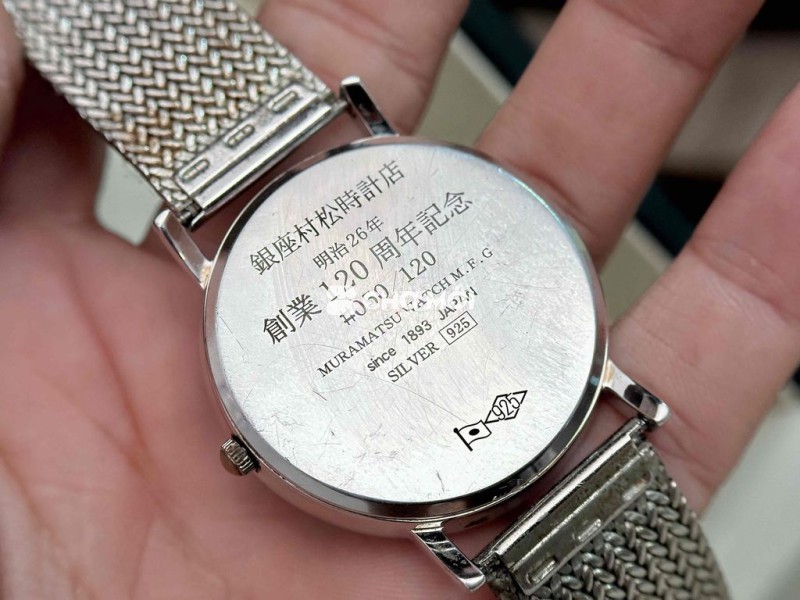 銀座村松時計店
明治26年
創業120周年記念
120
MURAMATSU WATCH M.F.G
since 1893 JAPAN
SILVER 925
925